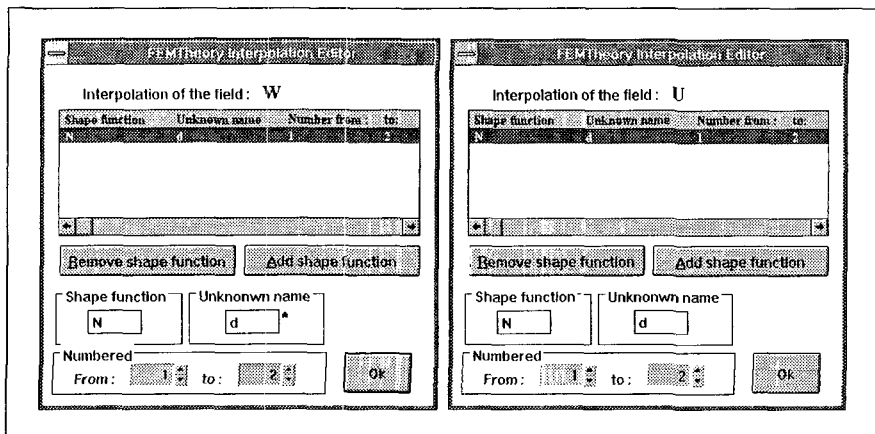 FEMTheory Interpolation Editor
Interpolation of the field : W
Shape function Unknown name Number from : to:
N d 1 2
Remove shape function Add shape function
Shape function Unknonwn name
N d *
Numbered
From : 1 to : 2 Ok
FEMTheory Interpolation Editor
Interpolation of the field : U
Shape function Unknown name Number from : to:
N d 1 2
Remove shape function Add shape function
Shape function Unknonwn name
N d
Numbered
From : 1 to : 2 Ok